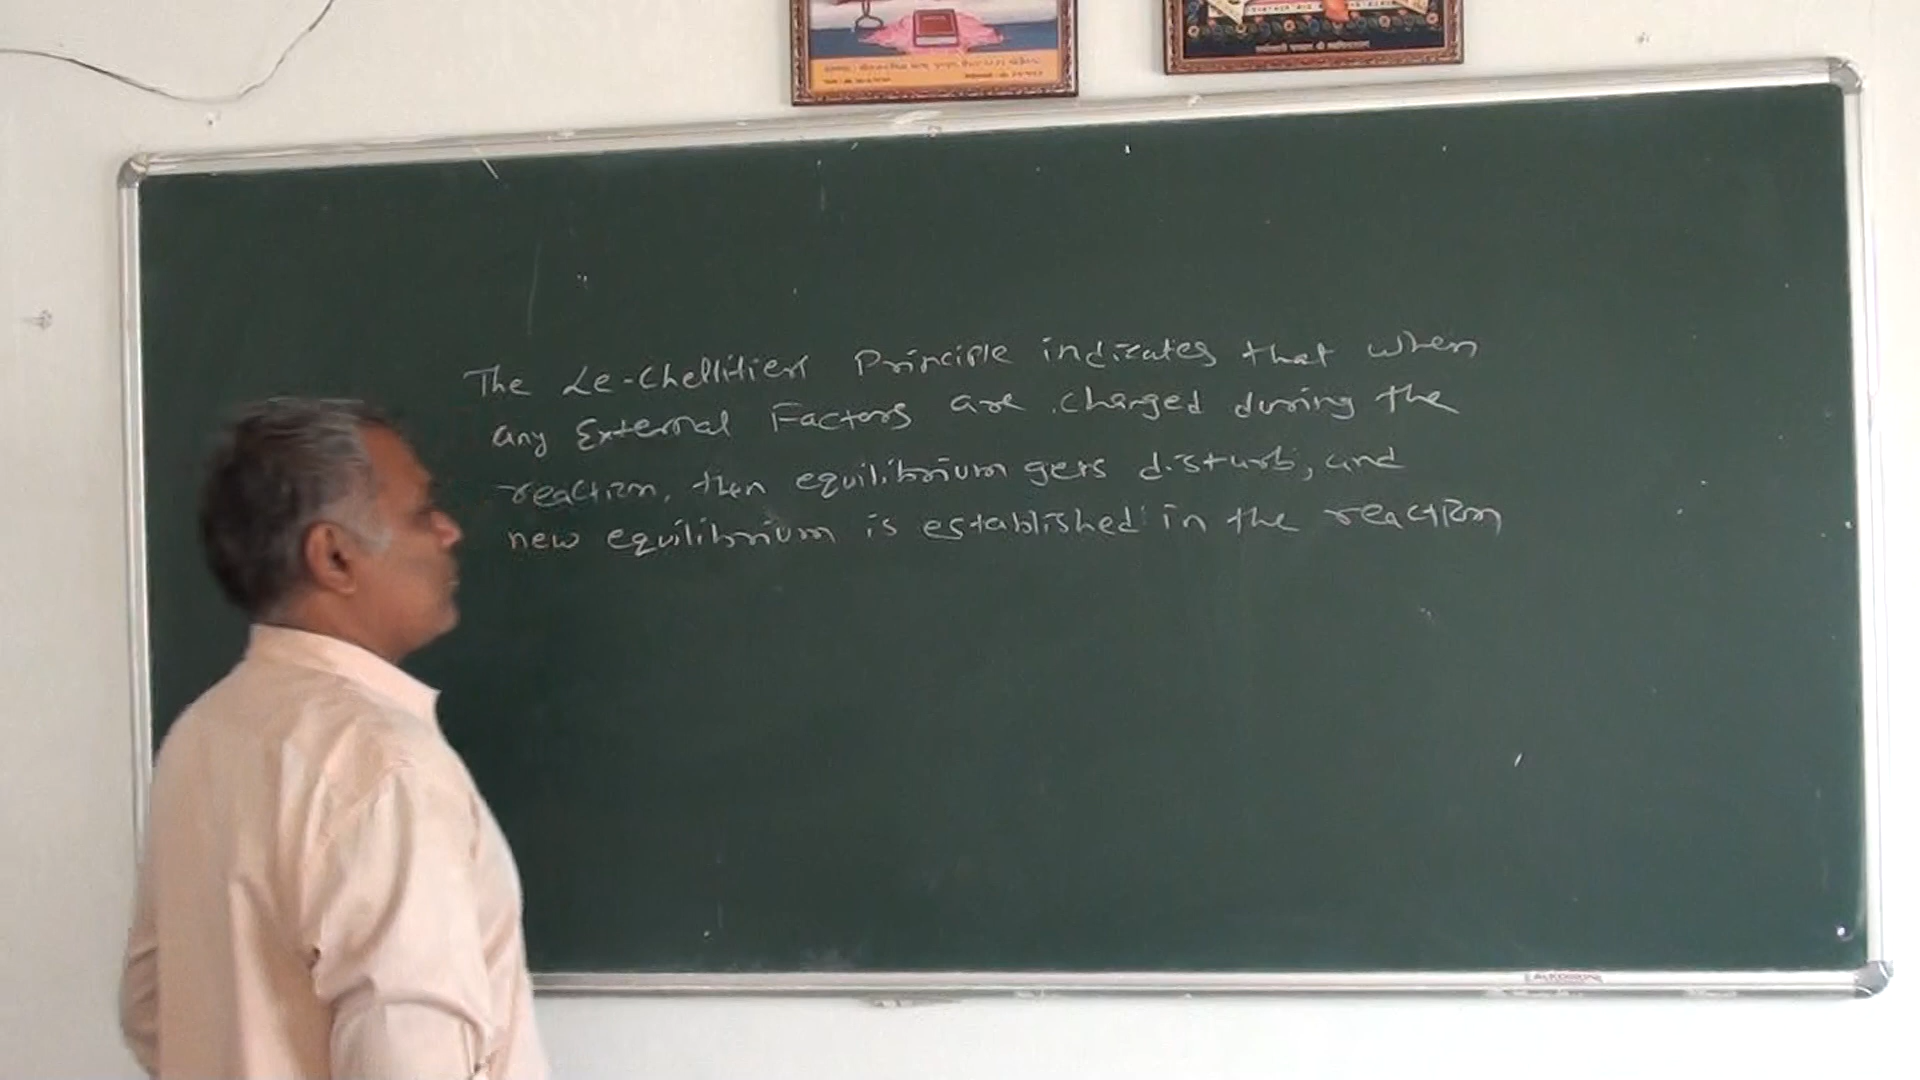 The Le-Chellitierl Principle indicates that when
any External Factors are changed during the
reaction, then equilibrium gets disturb, and
new equilibrium is established in the reaction